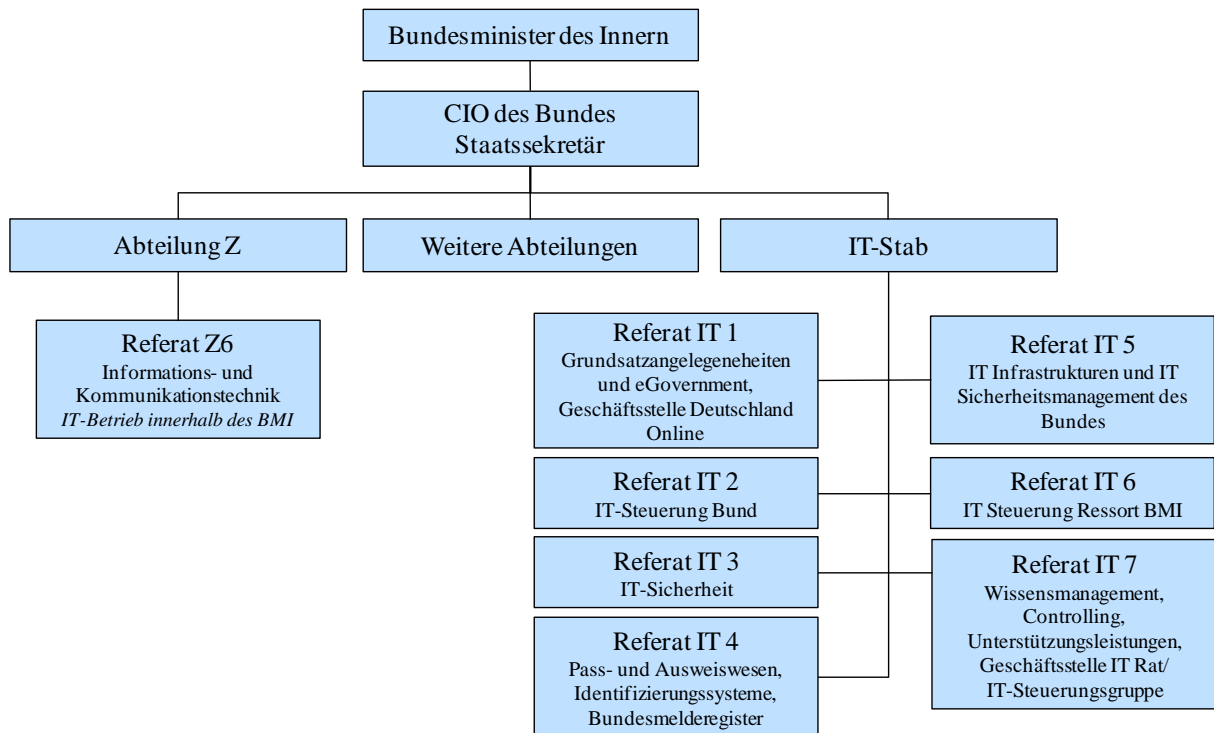 Bundesminister des Innern
CIO des Bundes
Staatssekretär
Abteilung Z
Weitere Abteilungen
IT-Stab
Referat Z6
Informations- und
Kommunikationstechnik
IT-Betrieb innerhalb des BMI
Referat IT 1
Grundsatzangelegeneheiten
und eGovernment,
Geschäftsstelle Deutschland
Online
Referat IT 5
IT Infrastrukturen und IT
Sicherheitsmanagement des
Bundes
Referat IT 2
IT-Steuerung Bund
Referat IT 6
IT Steuerung Ressort BMI
Referat IT 3
IT-Sicherheit
Referat IT 7
Wissensmanagement,
Controlling,
Unterstützungsleistungen,
Geschäftsstelle IT Rat/
IT-Steuerungsgruppe
Referat IT 4
Pass- und Ausweiswesen,
Identifizierungssysteme,
Bundesmelderegister